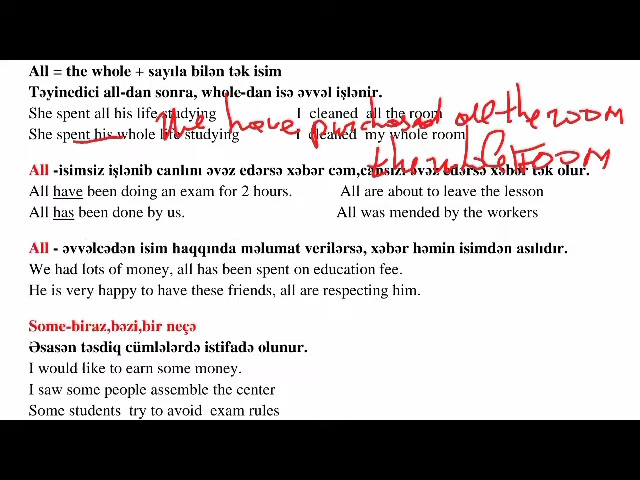 All = the whole + sayıla bilən tək isim
Təyinedici all-dan sonra, whole-dan isə əvvəl işlənir.
She spent all his life studying I cleaned all the room
She spent his whole life studying I cleaned my whole room
We have purchased all the room
the whole room
All -isimsiz işlənib canlını əvəz edərsə xəbər cəm,cansızı əvəz edərsə xəbər tək olur.
All have been doing an exam for 2 hours. All are about to leave the lesson
All has been done by us. All was mended by the workers
All - əvvəlcədən isim haqqında məlumat verilərsə, xəbər həmin isimdən asılıdır.
We had lots of money, all has been spent on education fee.
He is very happy to have these friends, all are respecting him.
Some-biraz,bəzi,bir neçə
Əsasən təsdiq cümlələrdə istifadə olunur.
I would like to earn some money.
I saw some people assemble the center
Some students try to avoid exam rules